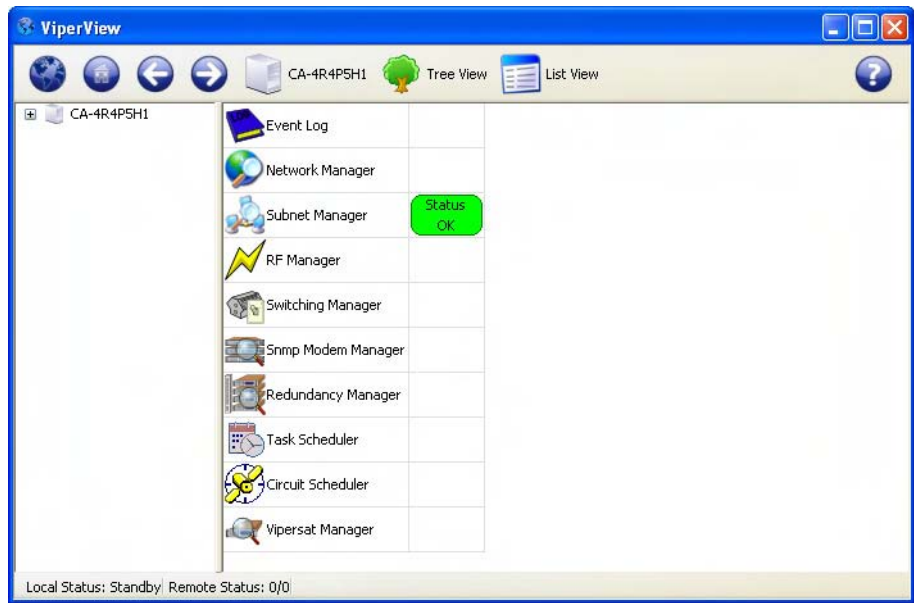 ViperView
CA-4R4P5H1 Tree View List View ?
CA-4R4P5H1
LOG
Event Log
Network Manager
Subnet Manager Status OK
RF Manager
Switching Manager
Snmp Modem Manager
Redundancy Manager
Task Scheduler
Circuit Scheduler
Vipersat Manager
Local Status: Standby Remote Status: 0/0